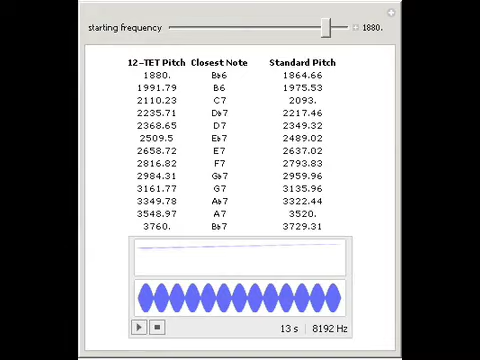 starting frequency 1880.
12-TET Pitch Closest Note Standard Pitch
1880. B♭6 1864.66
1991.79 B6 1975.53
2110.23 C7 2093.
2235.71 D♭7 2217.46
2368.65 D7 2349.32
2509.5 E♭7 2489.02
2658.72 E7 2637.02
2816.82 F7 2793.83
2984.31 G♭7 2959.96
3161.77 G7 3135.96
3349.78 A♭7 3322.44
3548.97 A7 3520.
3760. B♭7 3729.31
13 s | 8192 Hz